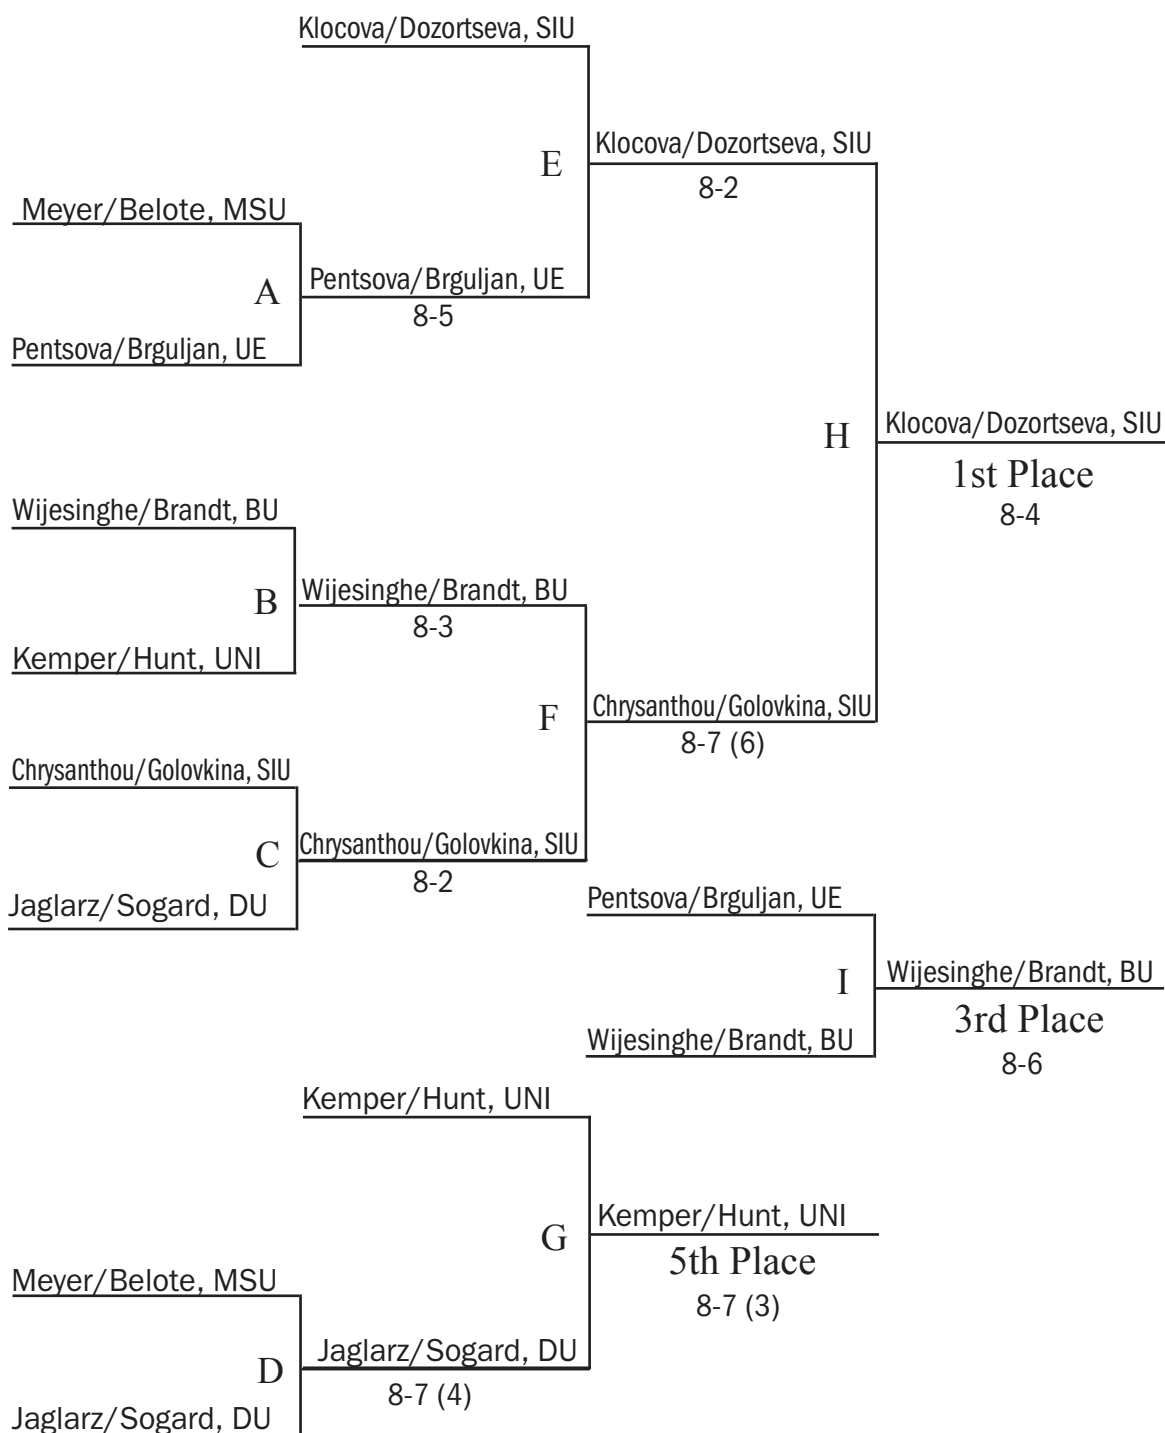 Klocova/Dozortseva, SIU
E
Klocova/Dozortseva, SIU
8-2
Meyer/Belote, MSU
A
Pentsova/Brguljan, UE
8-5
Pentsova/Brguljan, UE
H
Klocova/Dozortseva, SIU
1st Place
8-4
Wijesinghe/Brandt, BU
B
Wijesinghe/Brandt, BU
8-3
Kemper/Hunt, UNI
F
Chrysanthou/Golovkina, SIU
8-7 (6)
Chrysanthou/Golovkina, SIU
C
Chrysanthou/Golovkina, SIU
8-2
Jaglarz/Sogard, DU
Pentsova/Brguljan, UE
I
Wijesinghe/Brandt, BU
3rd Place
8-6
Wijesinghe/Brandt, BU
Kemper/Hunt, UNI
G
Kemper/Hunt, UNI
5th Place
8-7 (3)
Meyer/Belote, MSU
D
Jaglarz/Sogard, DU
8-7 (4)
Jaglarz/Sogard, DU